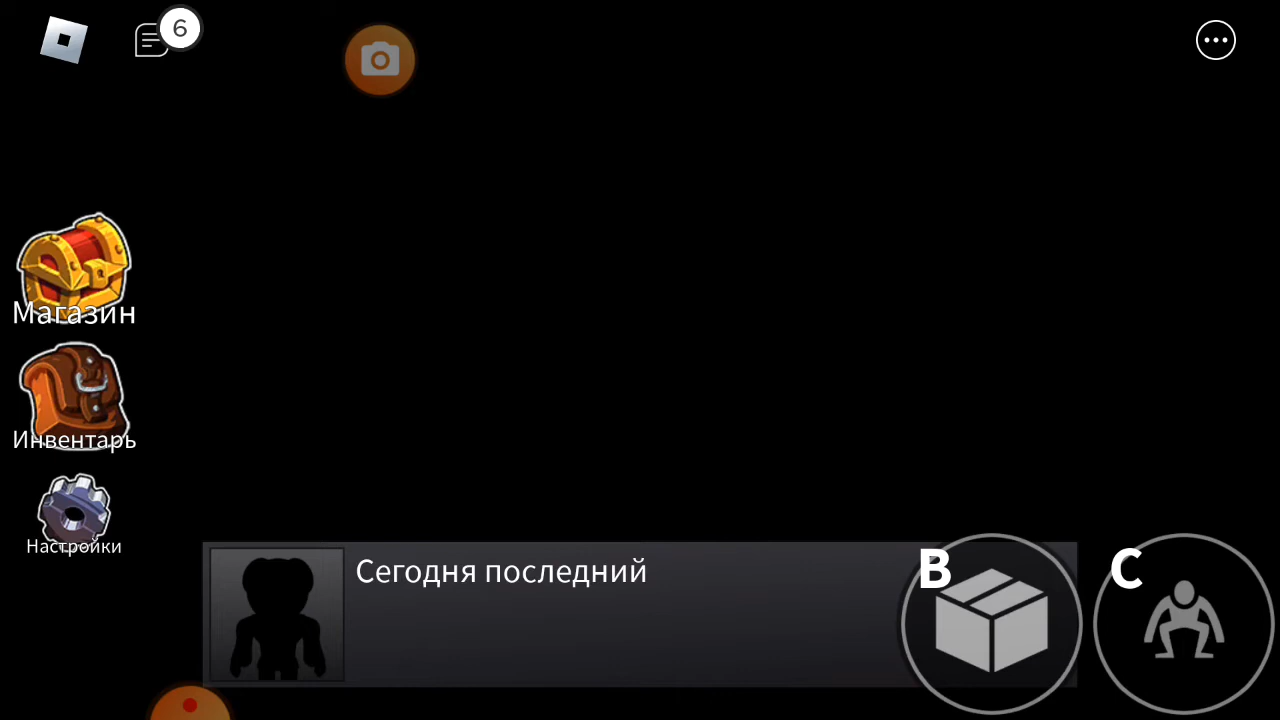 6
Магазин
Инвентарь
Настройки
Сегодня последний
B
C